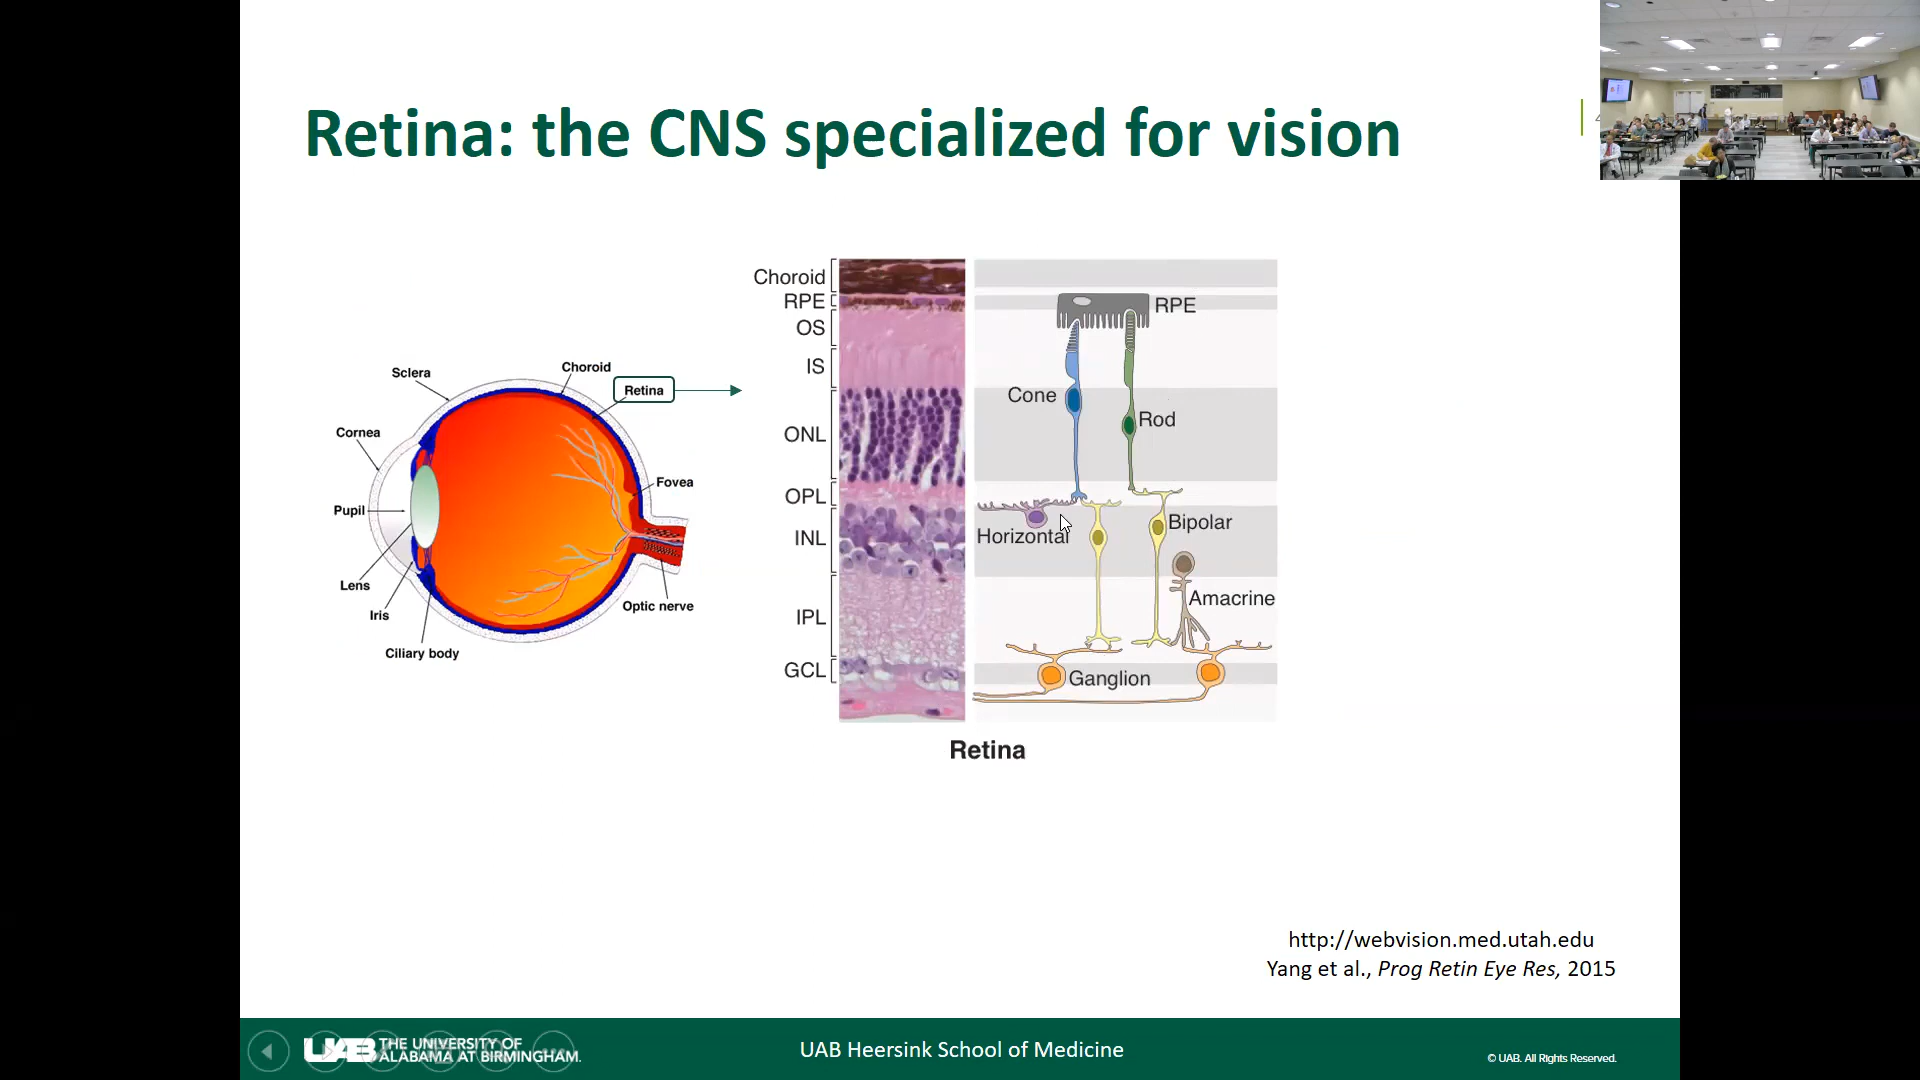 Retina: the CNS specialized for vision
Sclera
Choroid
Retina
Cornea
Fovea
Pupil
Lens
Iris
Optic nerve
Ciliary body
Choroid
RPE
OS
IS
ONL
OPL
INL
IPL
GCL
RPE
Cone
Rod
Horizontal
Bipolar
Amacrine
Ganglion
Retina
http://webvision.med.utah.edu
Yang et al., Prog Retin Eye Res, 2015
UAB THE UNIVERSITY OF
ALABAMA AT BIRMINGHAM.
UAB Heersink School of Medicine
© UAB. All Rights Reserved.